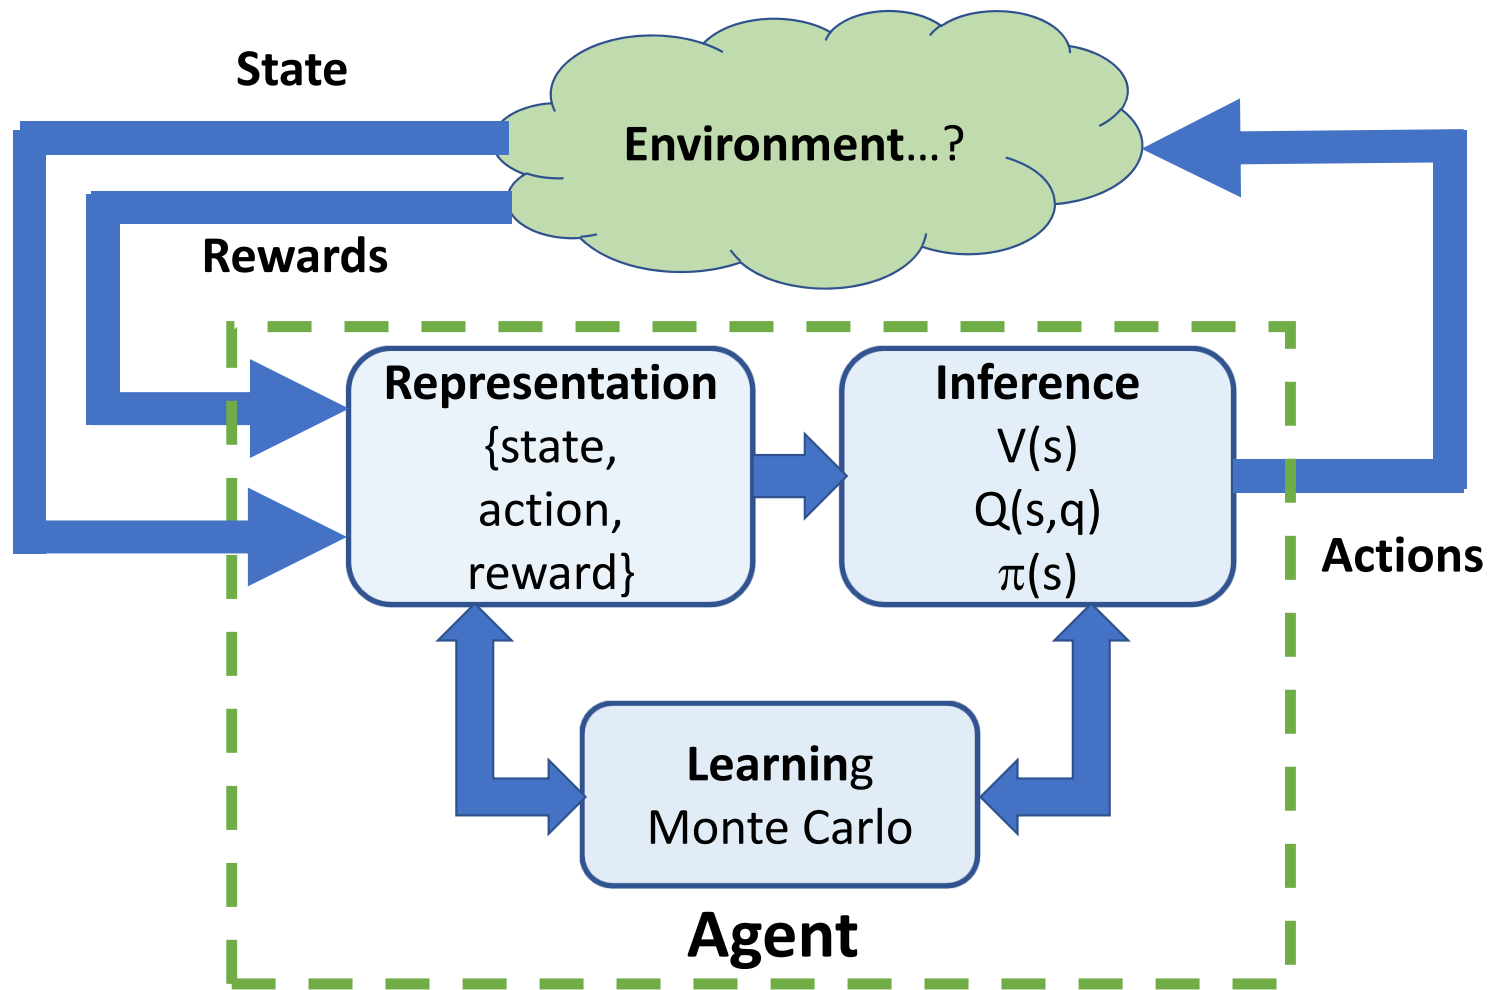 State
Environment...?
Rewards
Representation
{state,
action,
reward}
Inference
V(s)
Q(s,q)
π(s)
Actions
Learning
Monte Carlo
Agent